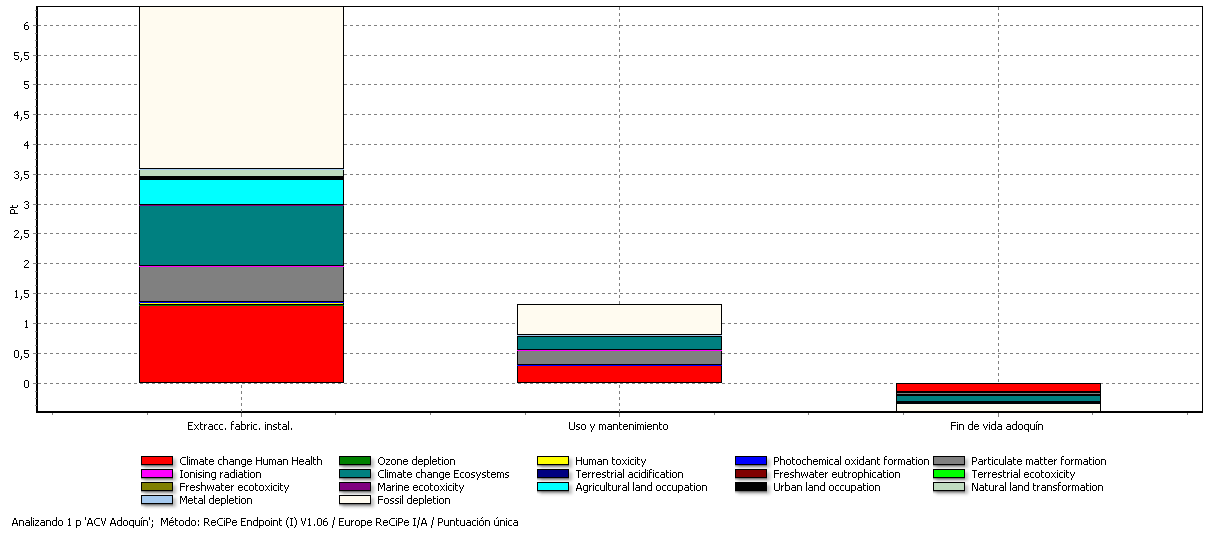 6
5,5
5
4,5
4
3,5
3
2,5
2
1,5
1
0,5
0
Pt
Extracc. fabric. instal.
Uso y mantenimiento
Fin de vida adoquín
Climate change Human Health Ozone depletion Human toxicity Photochemical oxidant formation Particulate matter formation
Ionising radiation Climate change Ecosystems Terrestrial acidification Freshwater eutrophication Terrestrial ecotoxicity
Freshwater ecotoxicity Marine ecotoxicity Agricultural land occupation Urban land occupation Natural land transformation
Metal depletion Fossil depletion
Analizando 1 p 'ACV Adoquín'; Método: ReCiPe Endpoint (I) V1.06 / Europe ReCiPe I/A / Puntuación única